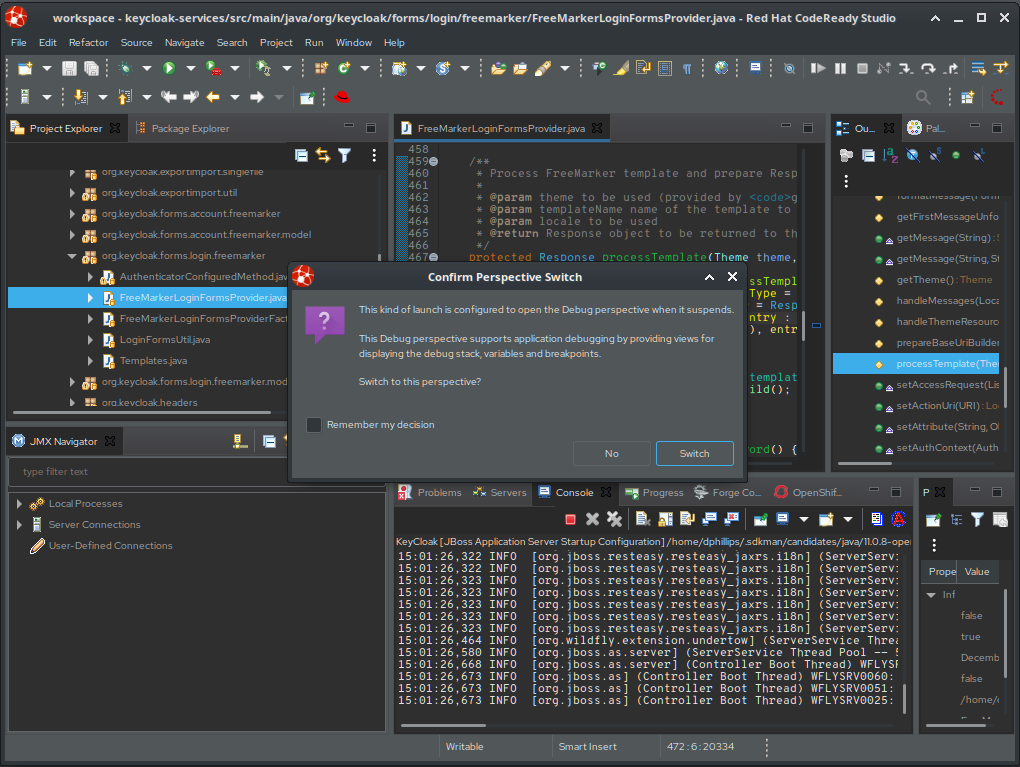 workspace - keycloak-services/src/main/java/org/keycloak/forms/login/freemarker/FreeMarkerLoginFormsProvider.java - Red Hat CodeReady Studio
File Edit Refactor Source Navigate Search Project Run Window Help
Project Explorer
Package Explorer
org.keycloak.exportimport.singlefile
org.keycloak.exportimport.util
org.keycloak.forms.account.freemarker
org.keycloak.forms.account.freemarker.model
org.keycloak.forms.login.freemarker
AuthenticatorConfiguredMethod.java
FreeMarkerLoginFormsProvider.java
FreeMarkerLoginFormsProviderFact
LoginFormsUtil.java
Templates.java
org.keycloak.forms.login.freemarker.mod
org.keycloak.headers
FreeMarkerLoginFormsProvider.java
458
459 /**
460 * Process FreeMarker template and prepare Resp
461 *
462 * @param theme to be used (provided by <code>g
463 * @param templateName name of the template to
464 * @param locale to be used
465 * @return Response object to be returned to th
466 */
467 protected Response processTemplate(Theme theme,
essTempl
Type =
= Resp
ntry :
), entr
templat
ild();
ord() {
Ou...
Pal...
formatMessage(Form
getFirstMessageUnfo
getMessage(String) : S
getMessage(String, St
getTheme() : Theme
handleMessages(Loca
handleThemeResource
prepareBaseUriBuilder
processTemplate(The
setAccessRequest(Lis
setActionUri(URI) : Lo
setAttribute(String, Ob
setAuthContext(Auth
Confirm Perspective Switch
This kind of launch is configured to open the Debug perspective when it suspends.
This Debug perspective supports application debugging by providing views for
displaying the debug stack, variables and breakpoints.
Switch to this perspective?
Remember my decision
No
Switch
JMX Navigator
type filter text
Local Processes
Server Connections
User-Defined Connections
Problems
Servers
Console
Progress
Forge Co...
OpenShif...
KeyCloak [JBoss Application Server Startup Configuration] /home/dphillips/.sdkman/candidates/java/11.0.8-ope
15:01:26,322 INFO [org.jboss.resteasy.resteasy_jaxrs.i18n] (ServerServi
15:01:26,322 INFO [org.jboss.resteasy.resteasy_jaxrs.i18n] (ServerServi
15:01:26,323 INFO [org.jboss.resteasy.resteasy_jaxrs.i18n] (ServerServi
15:01:26,323 INFO [org.jboss.resteasy.resteasy_jaxrs.i18n] (ServerServi
15:01:26,323 INFO [org.jboss.resteasy.resteasy_jaxrs.i18n] (ServerServi
15:01:26,323 INFO [org.jboss.resteasy.resteasy_jaxrs.i18n] (ServerServi
15:01:26,323 INFO [org.jboss.resteasy.resteasy_jaxrs.i18n] (ServerServi
15:01:26,464 INFO [org.wildfly.extension.undertow] (ServerService Threa
15:01:26,580 INFO [org.jboss.as.server] (ServerService Thread Pool -- 5
15:01:26,668 INFO [org.jboss.as.server] (Controller Boot Thread) WFLYSR
15:01:26,673 INFO [org.jboss.as] (Controller Boot Thread) WFLYSRV0060:
15:01:26,673 INFO [org.jboss.as] (Controller Boot Thread) WFLYSRV0051:
15:01:26,673 INFO [org.jboss.as] (Controller Boot Thread) WFLYSRV0025:
P
Prope Value
Inf
false
true
Decemb
false
/home/
Writable
Smart Insert
472:6:20334